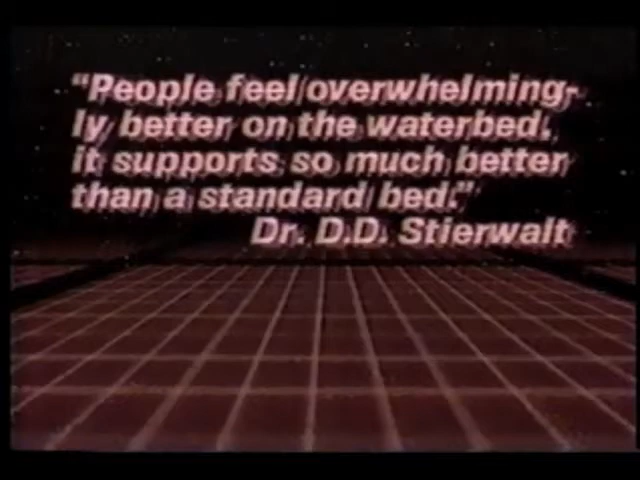 "People feel overwhelming-
ly better on the waterbed.
it supports so much better
than a standard bed."
Dr. D.D. Stierwalt